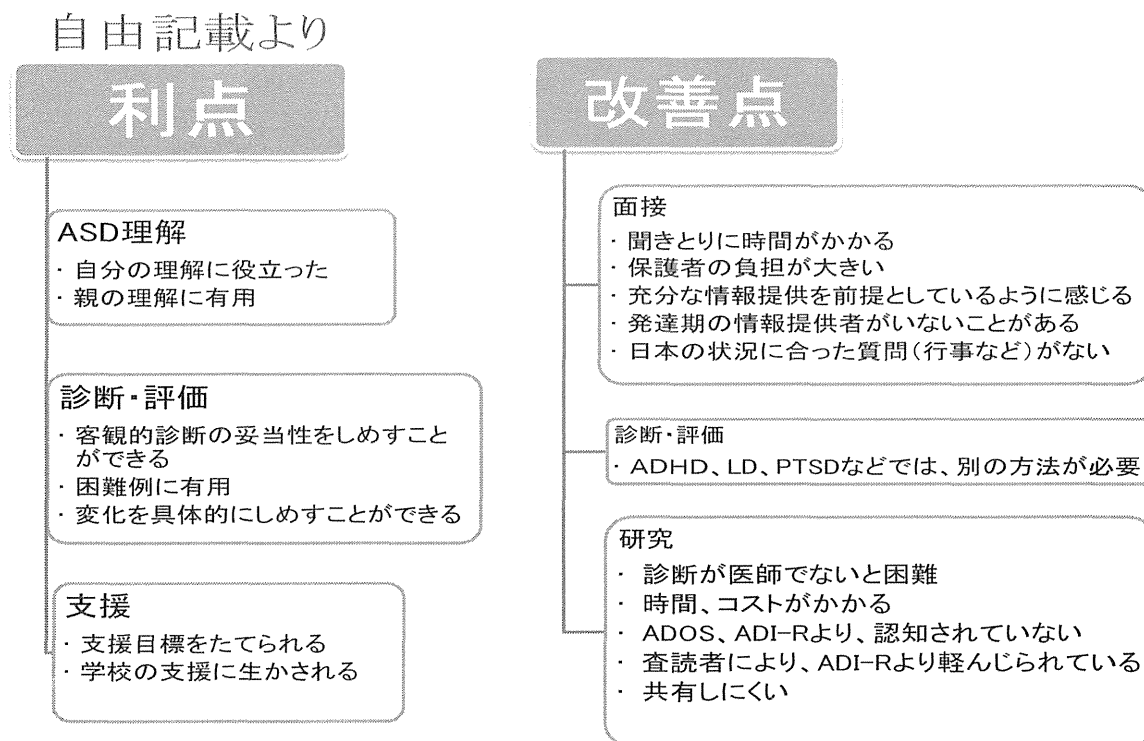 自由記載より
利点
ASD理解
・自分の理解に役立った
・親の理解に有用
診断・評価
・客観的診断の妥当性をしめすこと
ができる
・困難例に有用
・変化を具体的にしめすことができる
支援
・支援目標をたてられる
・学校の支援に生かされる
改善点
面接
・聞きとりに時間がかかる
・保護者の負担が大きい
・充分な情報提供を前提としているように感じる
・発達期の情報提供者がいないことがある
・日本の状況に合った質問(行事など)がない
診断・評価
・ADHD、LD、PTSDなどでは、別の方法が必要
研究
・診断が医師でないと困難
・時間、コストがかかる
・ADOS、ADI-Rより、認知されていない
・査読者により、ADI-Rより軽んじられている
・共有しにくい